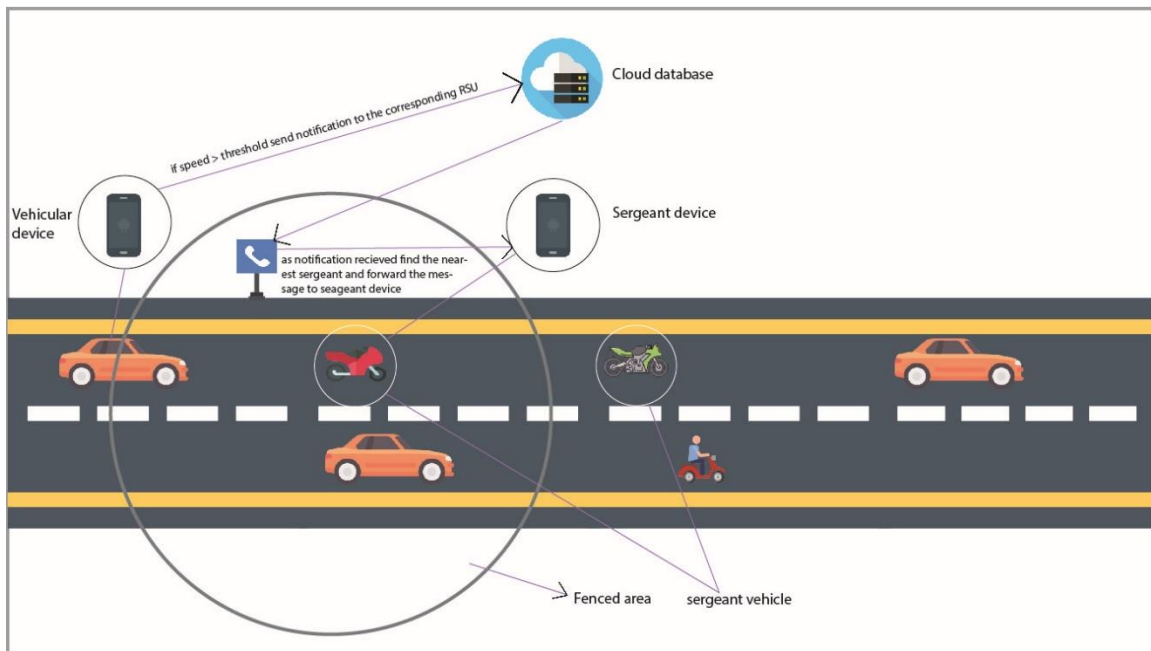 Cloud database
if speed > threshold send notification to the corresponding RSU
Vehicular
device
Sergeant device
as notification recieved find the near-
est sergeant and forward the mes-
sage to seageant device
Fenced area
sergeant vehicle